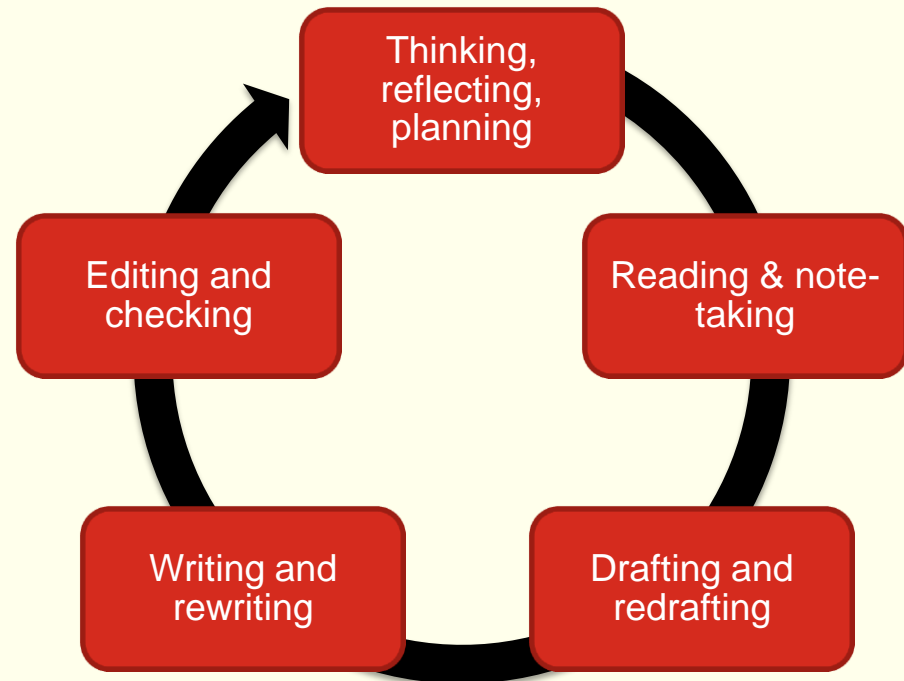 Thinking,
reflecting,
planning
Reading & note-
taking
Drafting and
redrafting
Writing and
rewriting
Editing and
checking